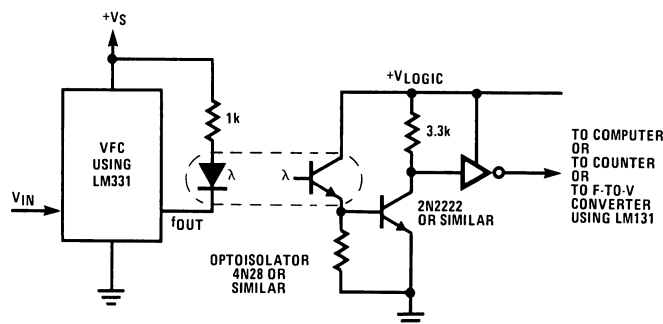 +VS
VFC
USING
LM331
VIN
fOUT
1k
λ
λ
+VLOGIC
3.3k
2N2222
OR SIMILAR
OPTOISOLATOR
4N28 OR
SIMILAR
TO COMPUTER
OR
TO COUNTER
OR
TO F-TO-V
CONVERTER
USING LM131